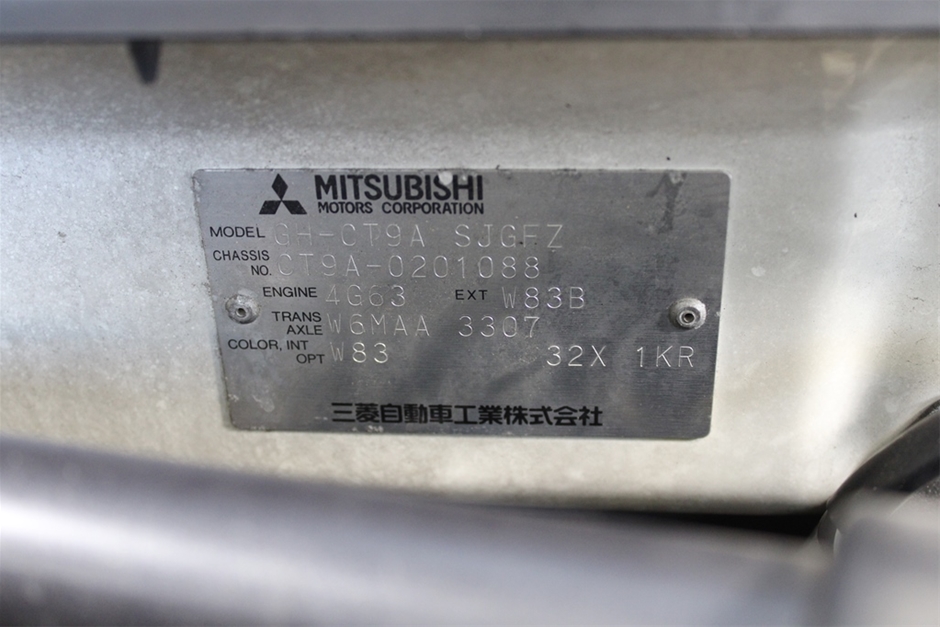 MITSUBISHI
MOTORS CORPORATION
MODEL GH-CT9A SJGFZ
CHASSIS NO. CT9A-0201088
ENGINE 4G63 EXT W83B
TRANS AXLE W6MAA 3307
COLOR, INT OPT W83 32X 1KR
三菱自動車工業株式会社